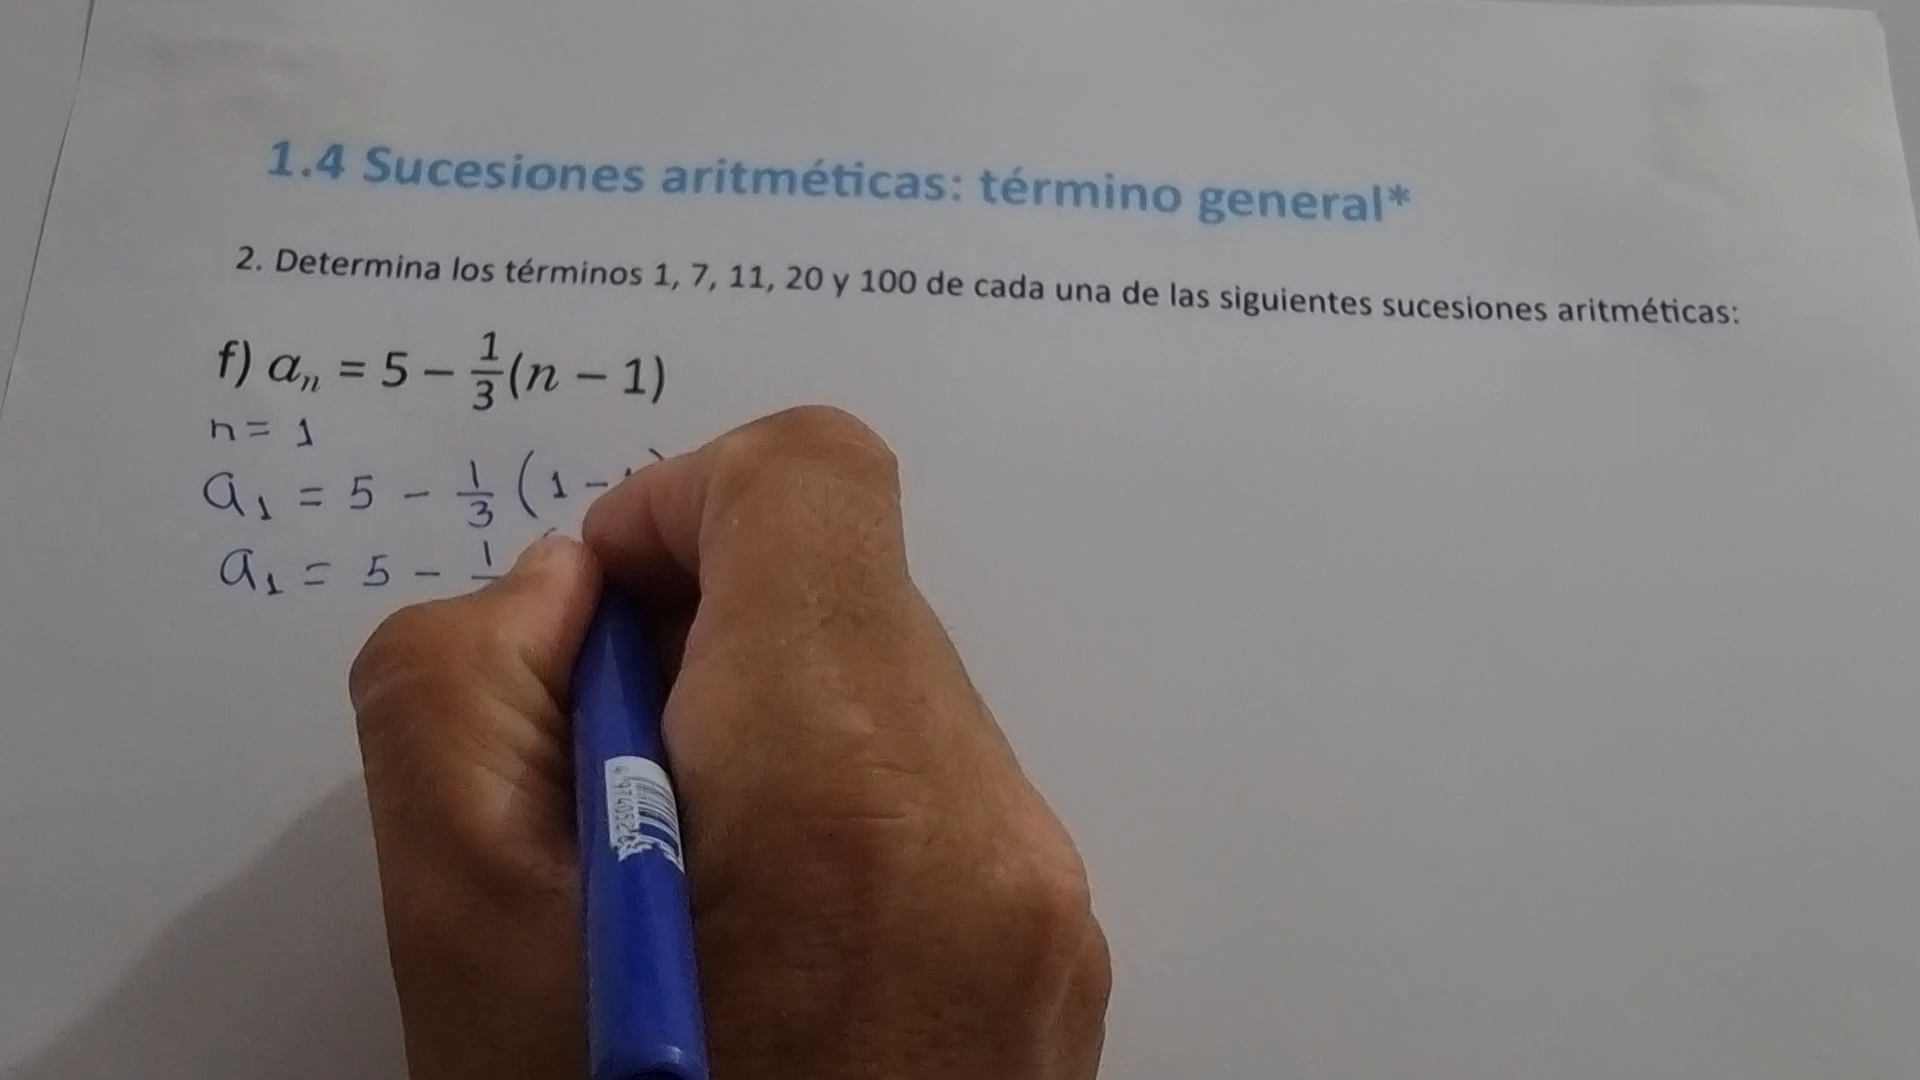 1.4 Sucesiones aritméticas: término general*
2. Determina los términos 1, 7, 11, 20 y 100 de cada una de las siguientes sucesiones aritméticas:
f) aₙ = 5 − 1/3(n − 1)
n = 1
a₁ = 5 − 1/3 (1 −
a₁ = 5 − 1